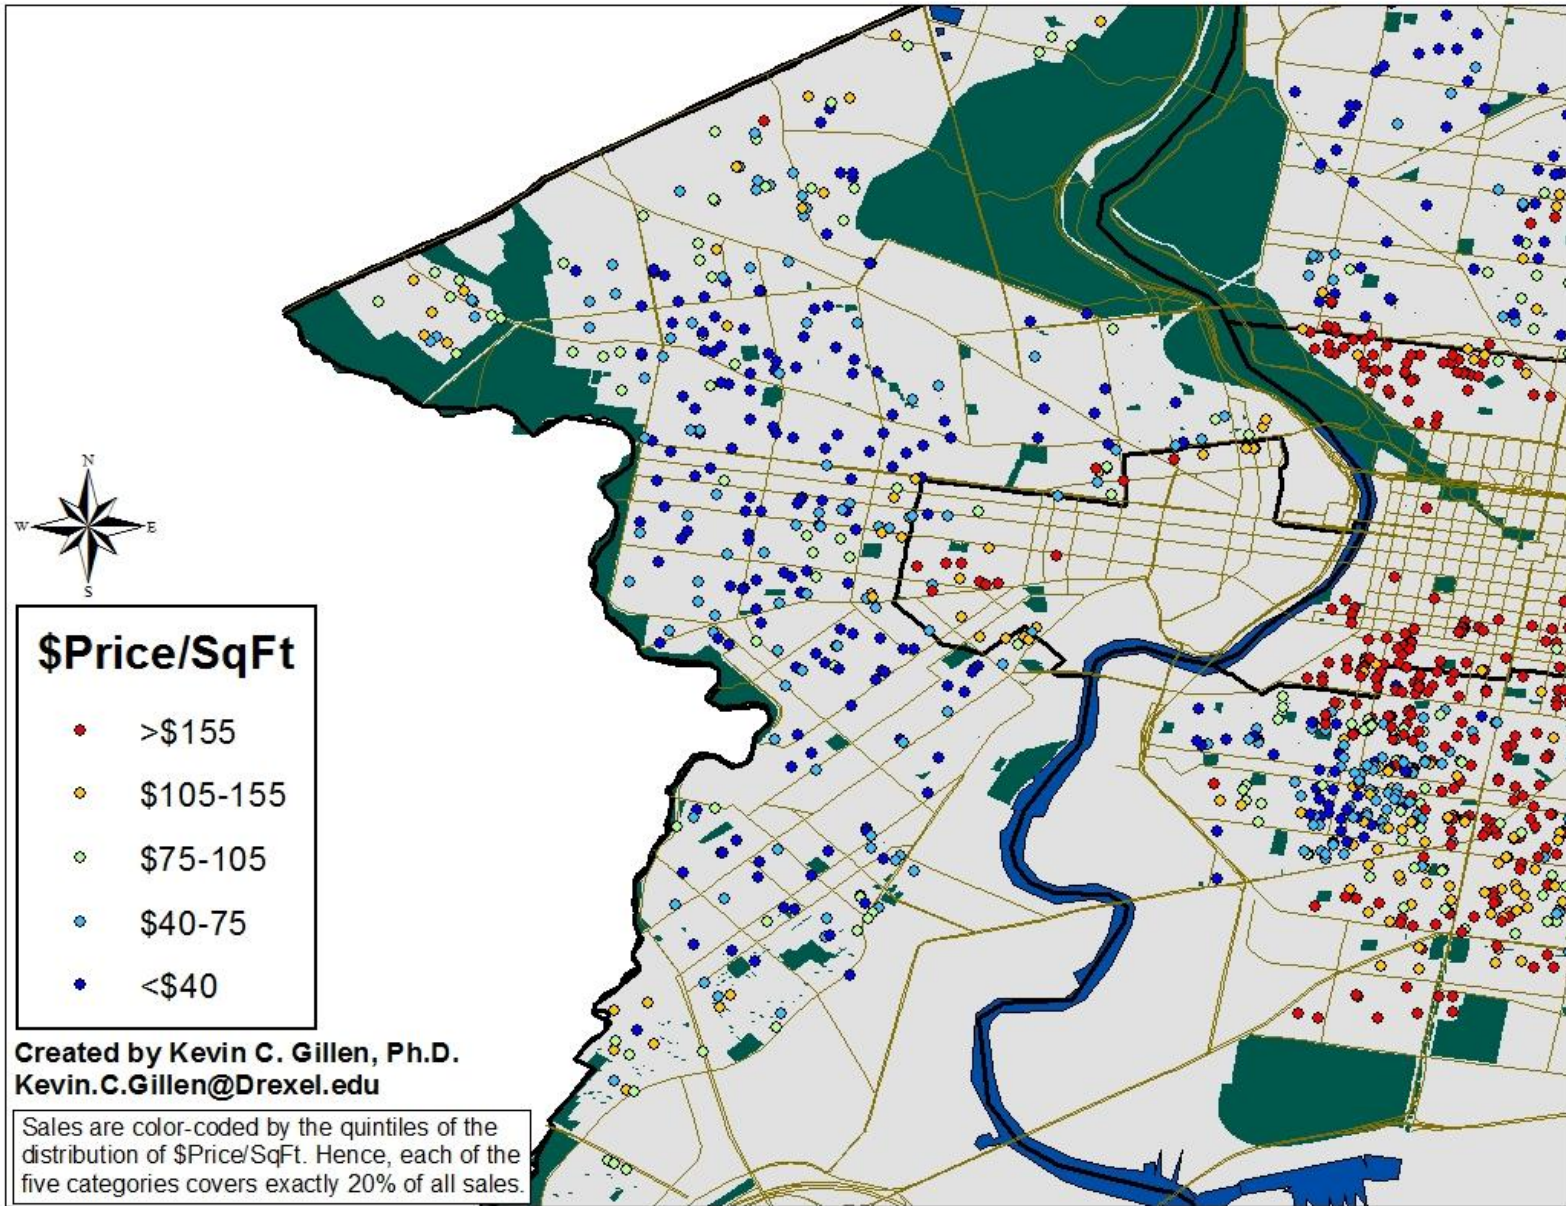 N
W E
S
$Price/SqFt
>$155
$105-155
$75-105
$40-75
<$40
Created by Kevin C. Gillen, Ph.D.
Kevin.C.Gillen@Drexel.edu
Sales are color-coded by the quintiles of the
distribution of $Price/SqFt. Hence, each of the
five categories covers exactly 20% of all sales.